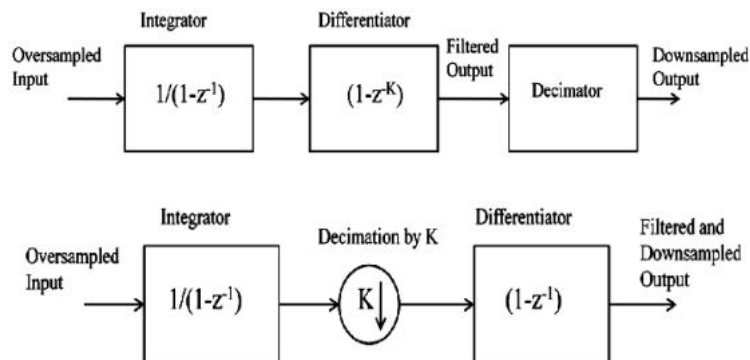 Integrator
Differentiator
Oversampled
Input
1/(1-z⁻¹)
(1-z⁻ᴷ)
Filtered
Output
Decimator
Downsampled
Output
Integrator
Decimation by K
Differentiator
Oversampled
Input
1/(1-z⁻¹)
K
(1-z⁻¹)
Filtered and
Downsampled
Output